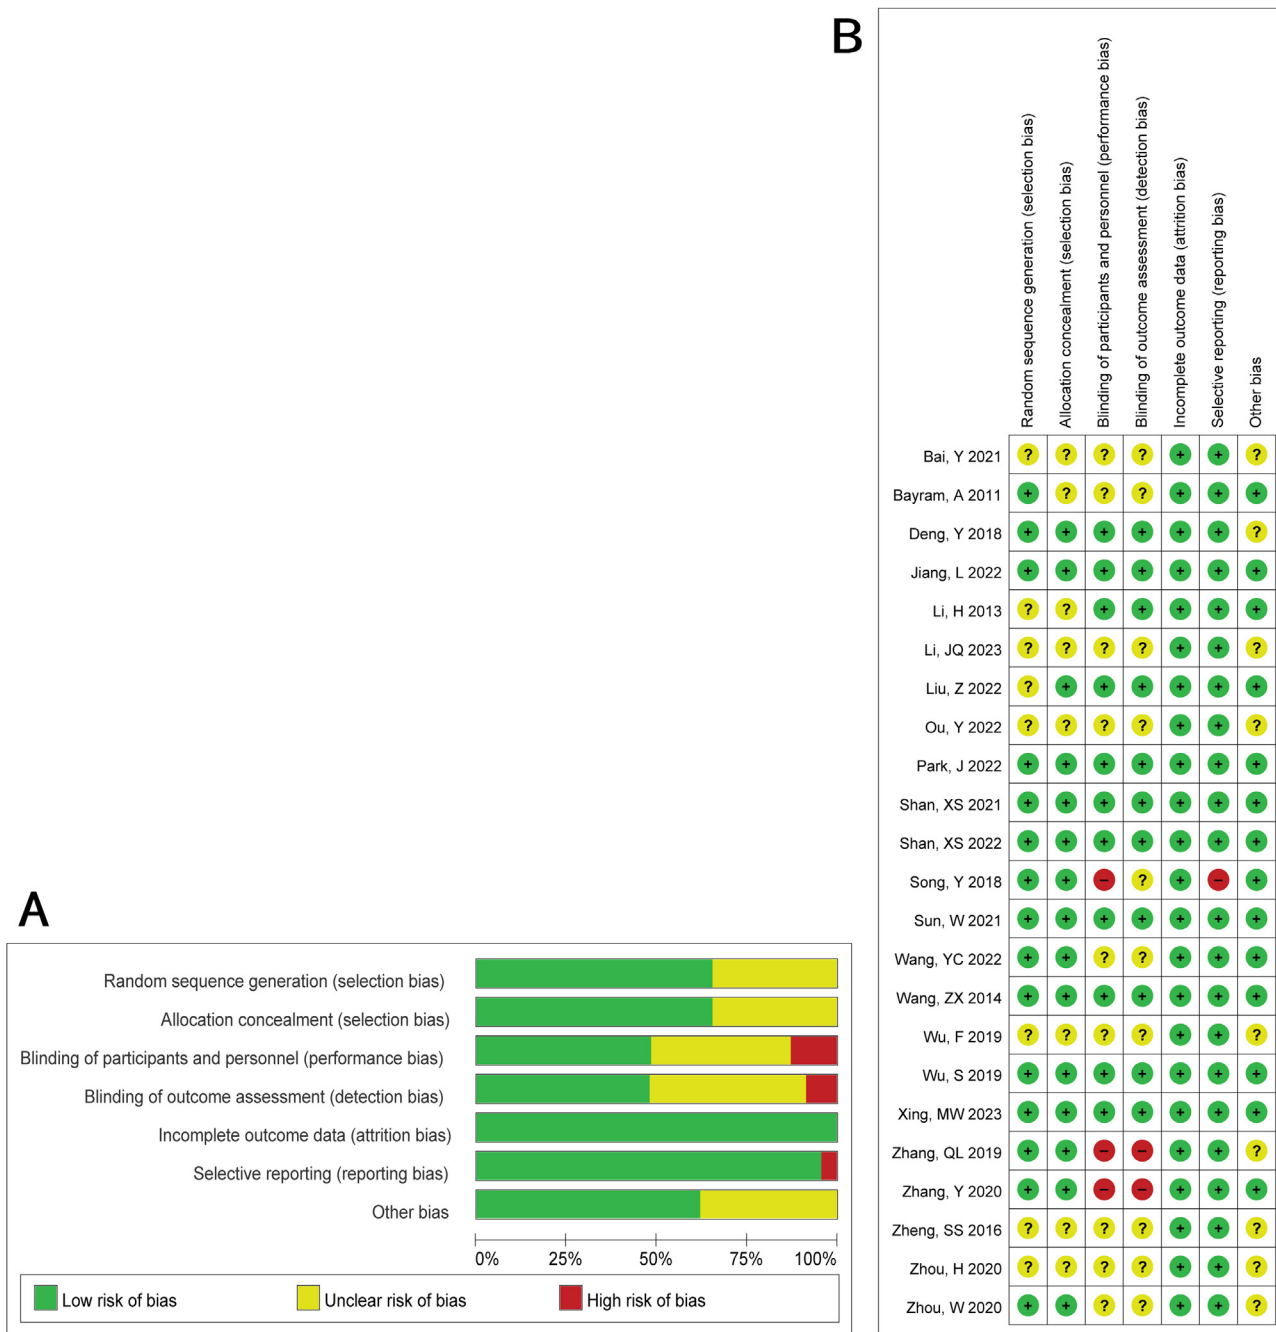 B
Random sequence generation (selection bias)
Allocation concealment (selection bias)
Blinding of participants and personnel (performance bias)
Blinding of outcome assessment (detection bias)
Incomplete outcome data (attrition bias)
Selective reporting (reporting bias)
Other bias
Bai, Y 2021 ? ? ? ? + + ?
Bayram, A 2011 + ? ? ? + + +
Deng, Y 2018 + + + + + + ?
Jiang, L 2022 + + + + + + +
Li, H 2013 ? ? + + + + +
Li, JQ 2023 ? ? ? ? + + ?
Liu, Z 2022 ? + + + + + +
Ou, Y 2022 ? ? ? ? + + ?
Park, J 2022 + + + + + + +
Shan, XS 2021 + + + + + + +
Shan, XS 2022 + + + + + + +
Song, Y 2018 + + − ? + − +
Sun, W 2021 + + + + + + +
Wang, YC 2022 + + ? ? + + +
Wang, ZX 2014 + + + + + + +
Wu, F 2019 ? ? ? ? + + ?
Wu, S 2019 + + + + + + +
Xing, MW 2023 + + + + + + +
Zhang, QL 2019 + + − − + + ?
Zhang, Y 2020 + + − − + + +
Zheng, SS 2016 ? ? ? ? + + ?
Zhou, H 2020 ? ? ? ? + + ?
Zhou, W 2020 + + ? ? + + ?
A
Random sequence generation (selection bias)
Allocation concealment (selection bias)
Blinding of participants and personnel (performance bias)
Blinding of outcome assessment (detection bias)
Incomplete outcome data (attrition bias)
Selective reporting (reporting bias)
Other bias
0% 25% 50% 75% 100%
Low risk of bias Unclear risk of bias High risk of bias